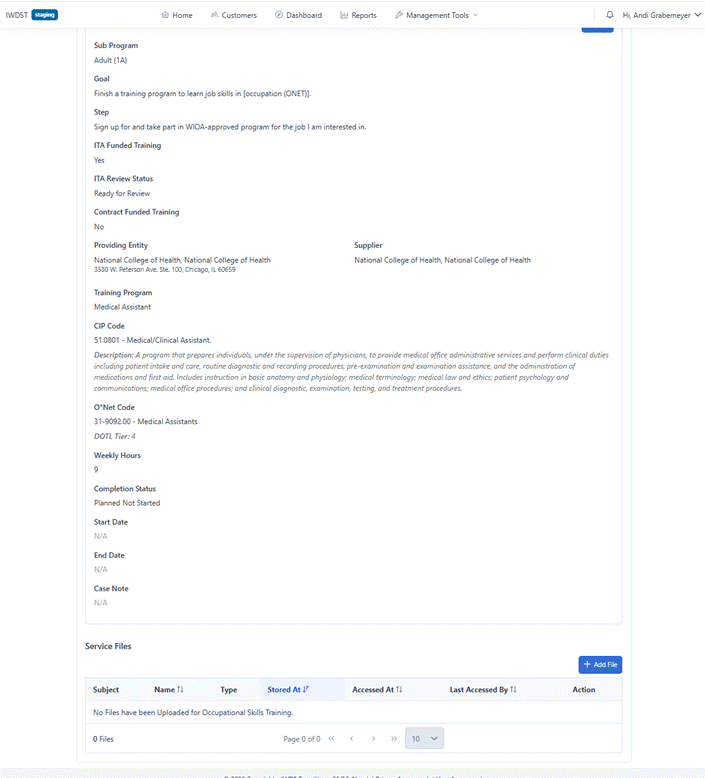 IWDST staging Home Customers Dashboard Reports Management Tools Hi, Andi Grabemeyer
Sub Program
Adult (1A)
Goal
Finish a training program to learn job skills in [occupation (ONET)].
Step
Sign up for and take part in WIOA-approved program for the job I am interested in.
ITA Funded Training
Yes
ITA Review Status
Ready for Review
Contract Funded Training
No
Providing Entity Supplier
National College of Health, National College of Health National College of Health, National College of Health
3530 W. Peterson Ave. Ste. 100, Chicago, IL 60659
Training Program
Medical Assistant
CIP Code
51.0801 - Medical/Clinical Assistant.
Description: A program that prepares individuals, under the supervision of physicians, to provide medical office administrative services and perform clinical duties
including patient intake and care, routine diagnostic and recording procedures, pre-examination and examination assistance, and the administration of
medications and first aid. Includes instruction in basic anatomy and physiology; medical terminology; medical law and ethics; patient psychology and
communications; medical office procedures; and clinical diagnostic, examination, testing, and treatment procedures.
O*Net Code
31-9092.00 - Medical Assistants
DOTL Tier: 4
Weekly Hours
9
Completion Status
Planned Not Started
Start Date
N/A
End Date
N/A
Case Note
N/A
Service Files
+ Add File
Subject Name Type Stored At Accessed At Last Accessed By Action
No Files have been Uploaded for Occupational Skills Training.
0 Files Page 0 of 0 10